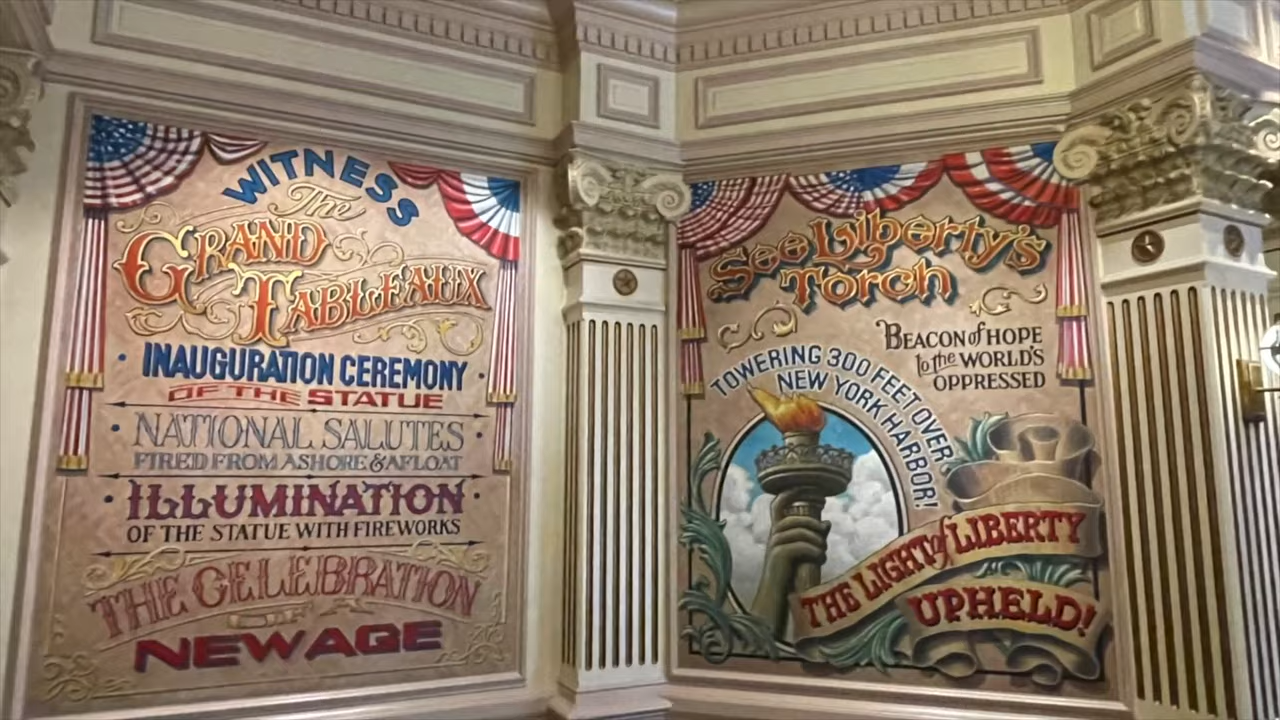 WITNESS
The
GRAND
TABLEAUX
INAUGURATION CEREMONY
OF THE STATUE
NATIONAL SALUTES
FIRED FROM ASHORE & AFLOAT
ILLUMINATION
OF THE STATUE WITH FIREWORKS
THE CELEBRATION
NEW AGE
See Liberty's
Torch
BEACON of HOPE
to the WORLD'S
OPPRESSED
TOWERING 300 FEET OVER
NEW YORK HARBOR!
THE LIGHT of LIBERTY
UPHELD!